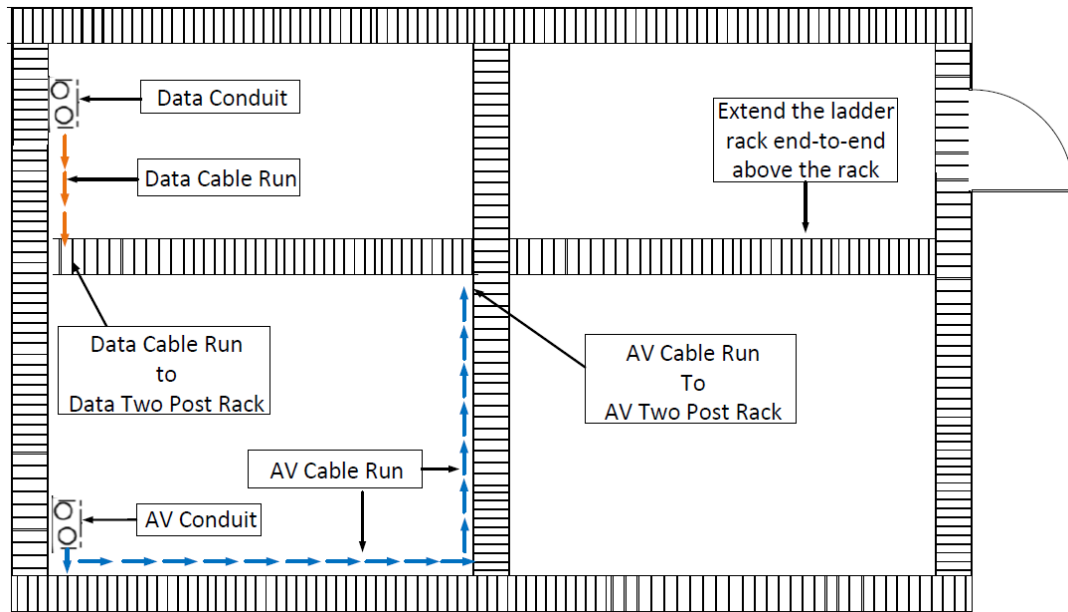 Data Conduit
Extend the ladder
rack end-to-end
above the rack
Data Cable Run
Data Cable Run
to
Data Two Post Rack
AV Cable Run
To
AV Two Post Rack
AV Cable Run
AV Conduit